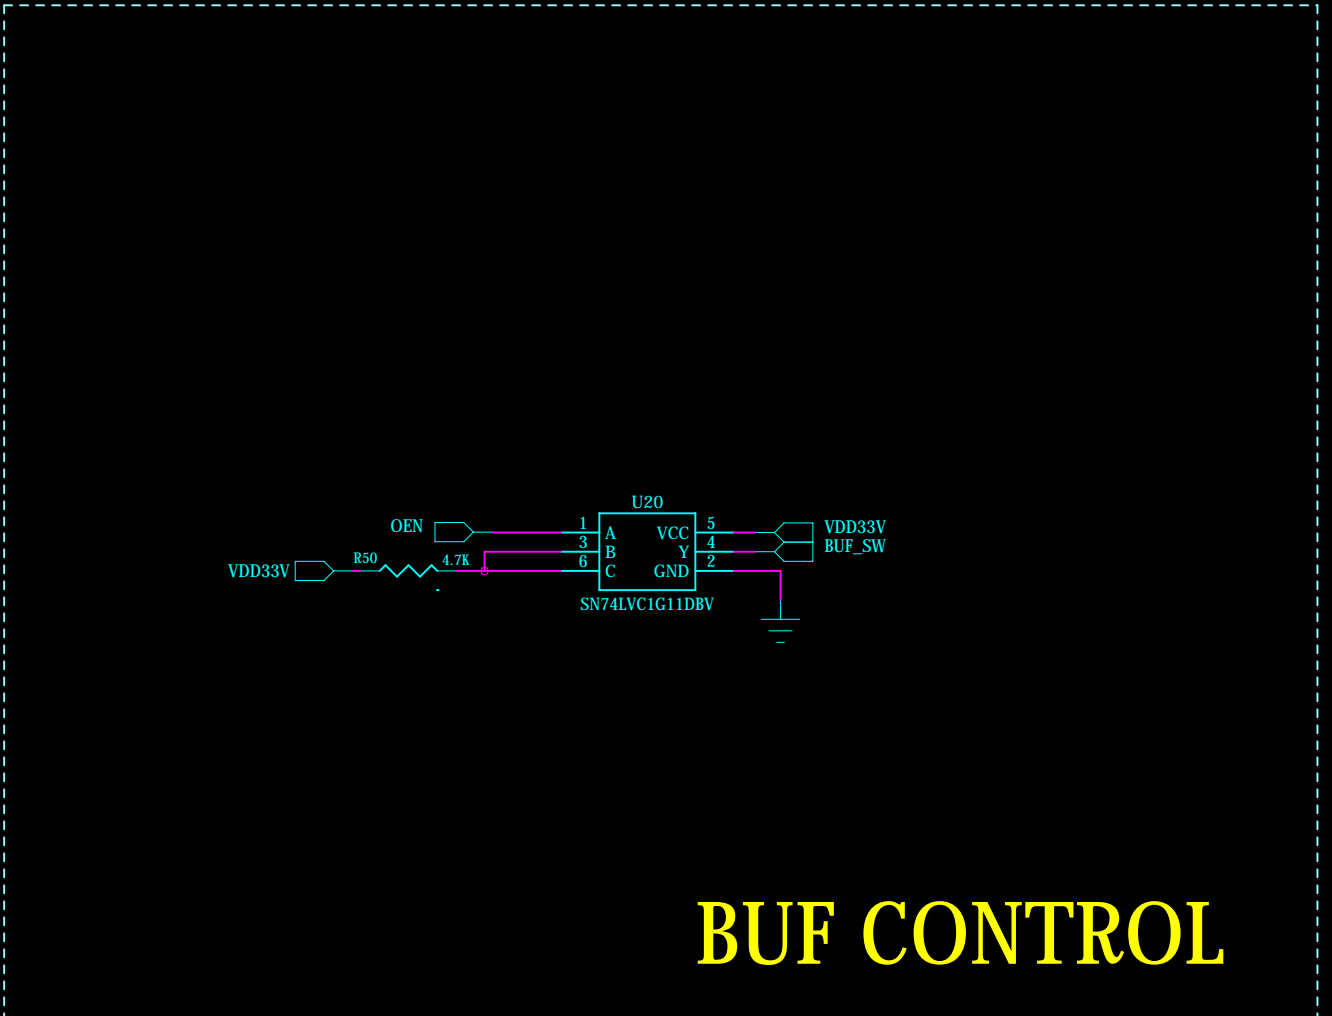 U20
OEN
1 A VCC 5 VDD33V
3 B Y 4 BUF_SW
VDD33V R50 4.7K 6 C GND 2
SN74LVC1G11DBV
BUF CONTROL